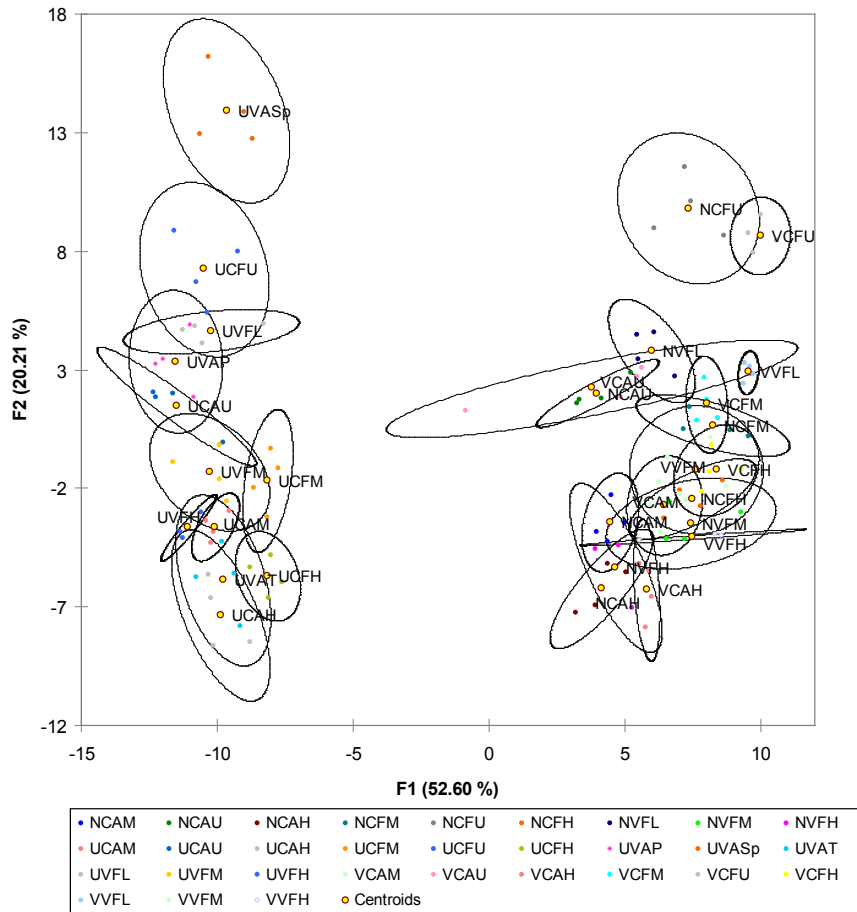 18
UVASp
13
NCFU
VCFU
8
UCFU
F2 (20.21 %)
UVFL
NVFL
3
UVAP
VVFL
VCAU
NCAU
UCAU
VCFM
NCFM
UVFM
UCFM
VVFM
VCFH
-2
VCAM
NCFH
UVFH
UCAM
NCAM
NVFM
VVFH
UVAT
UCFH
NVFH
UCAH
NCAH
VCAH
-7
-12
-15 -10 -5 0 5 10
F1 (52.60 %)
NCAM NCAU NCAH NCFM NCFU NCFH NVFL NVFM NVFH
UCAM UCAU UCAH UCFM UCFU UCFH UVAP UVASp UVAT
UVFL UVFM UVFH VCAM VCAU VCAH VCFM VCFU VCFH
VVFL VVFM VVFH Centroids